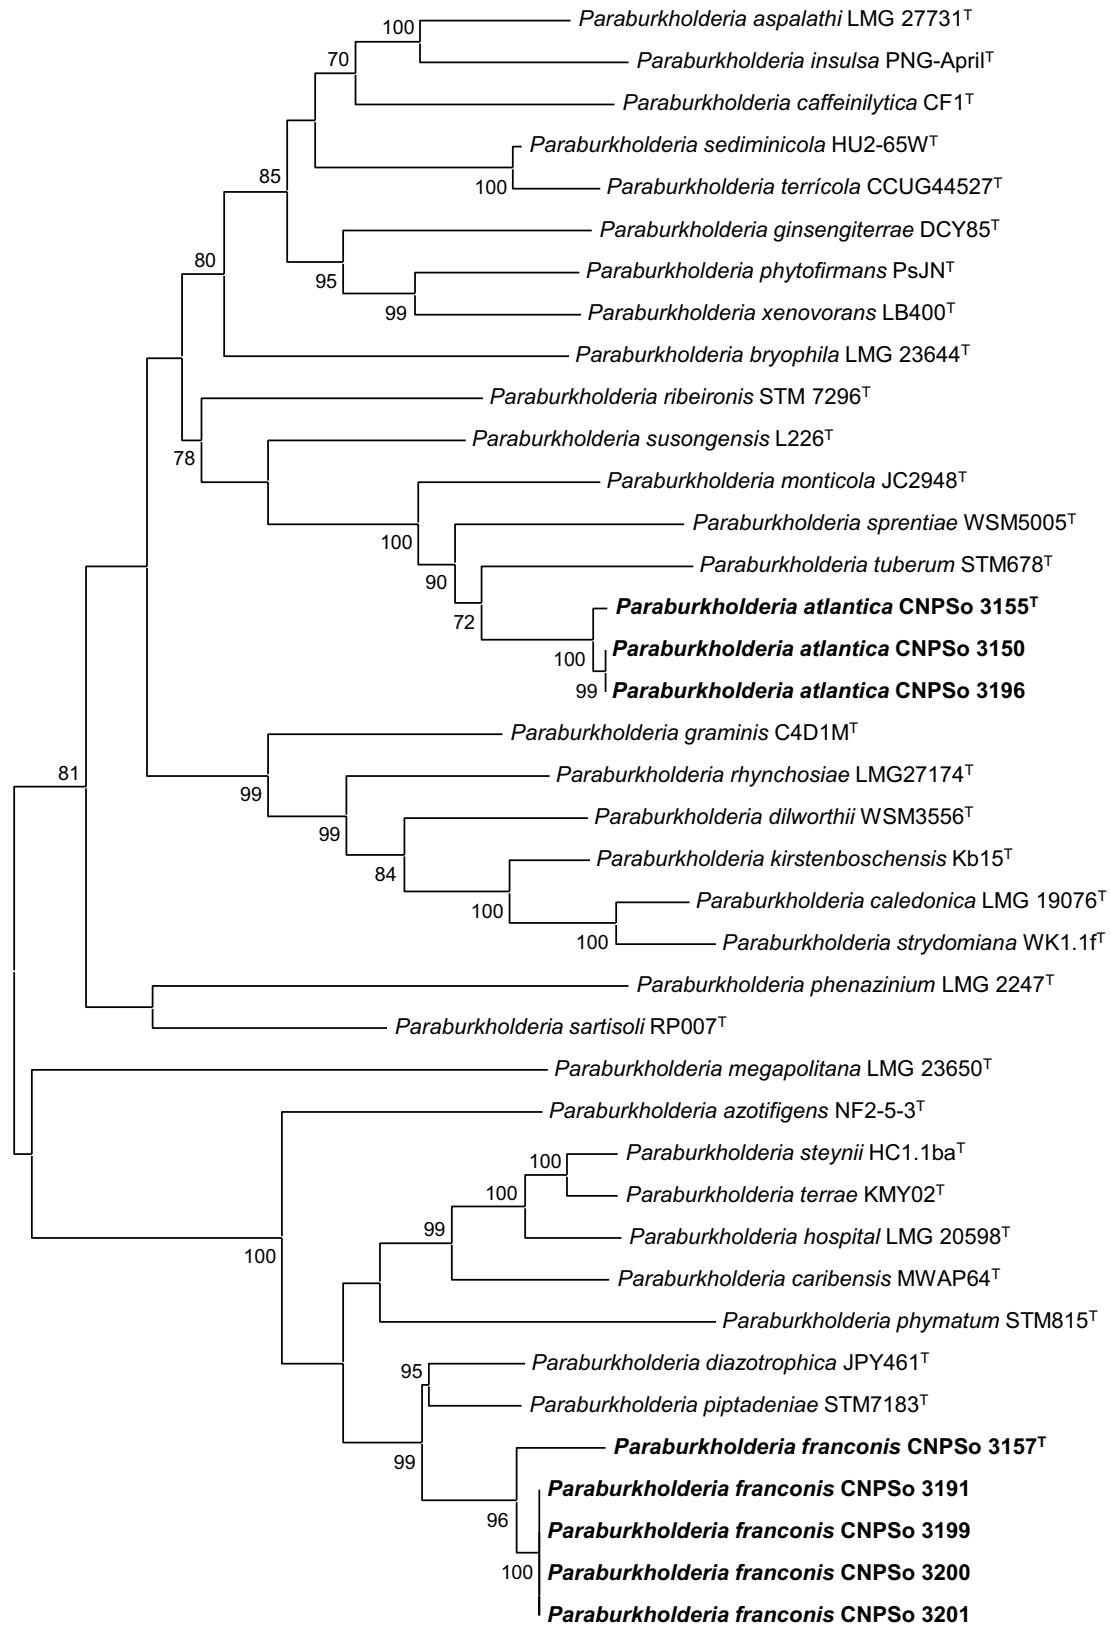 100
Paraburkholderia aspalathi LMG 27731T
70
Paraburkholderia insulsa PNG-AprilT
Paraburkholderia caffeinilytica CF1T
Paraburkholderia sediminicola HU2-65WT
85
100
Paraburkholderia terrícola CCUG44527T
Paraburkholderia ginsengiterrae DCY85T
80
95
Paraburkholderia phytofirmans PsJNT
99
Paraburkholderia xenovorans LB400T
Paraburkholderia bryophila LMG 23644T
Paraburkholderia ribeironis STM 7296T
78
Paraburkholderia susongensis L226T
Paraburkholderia monticola JC2948T
100
Paraburkholderia sprentiae WSM5005T
90
Paraburkholderia tuberum STM678T
72
Paraburkholderia atlantica CNPSo 3155T
100
Paraburkholderia atlantica CNPSo 3150
99
Paraburkholderia atlantica CNPSo 3196
Paraburkholderia graminis C4D1MT
81
99
Paraburkholderia rhynchosiae LMG27174T
99
Paraburkholderia dilworthii WSM3556T
84
Paraburkholderia kirstenboschensis Kb15T
100
Paraburkholderia caledonica LMG 19076T
100
Paraburkholderia strydomiana WK1.1fT
Paraburkholderia phenazinium LMG 2247T
Paraburkholderia sartisoli RP007T
Paraburkholderia megapolitana LMG 23650T
Paraburkholderia azotifigens NF2-5-3T
100
Paraburkholderia steynii HC1.1baT
100
Paraburkholderia terrae KMY02T
99
Paraburkholderia hospital LMG 20598T
100
Paraburkholderia caribensis MWAP64T
Paraburkholderia phymatum STM815T
95
Paraburkholderia diazotrophica JPY461T
Paraburkholderia piptadeniae STM7183T
99
Paraburkholderia franconis CNPSo 3157T
Paraburkholderia franconis CNPSo 3191
96
Paraburkholderia franconis CNPSo 3199
100
Paraburkholderia franconis CNPSo 3200
Paraburkholderia franconis CNPSo 3201